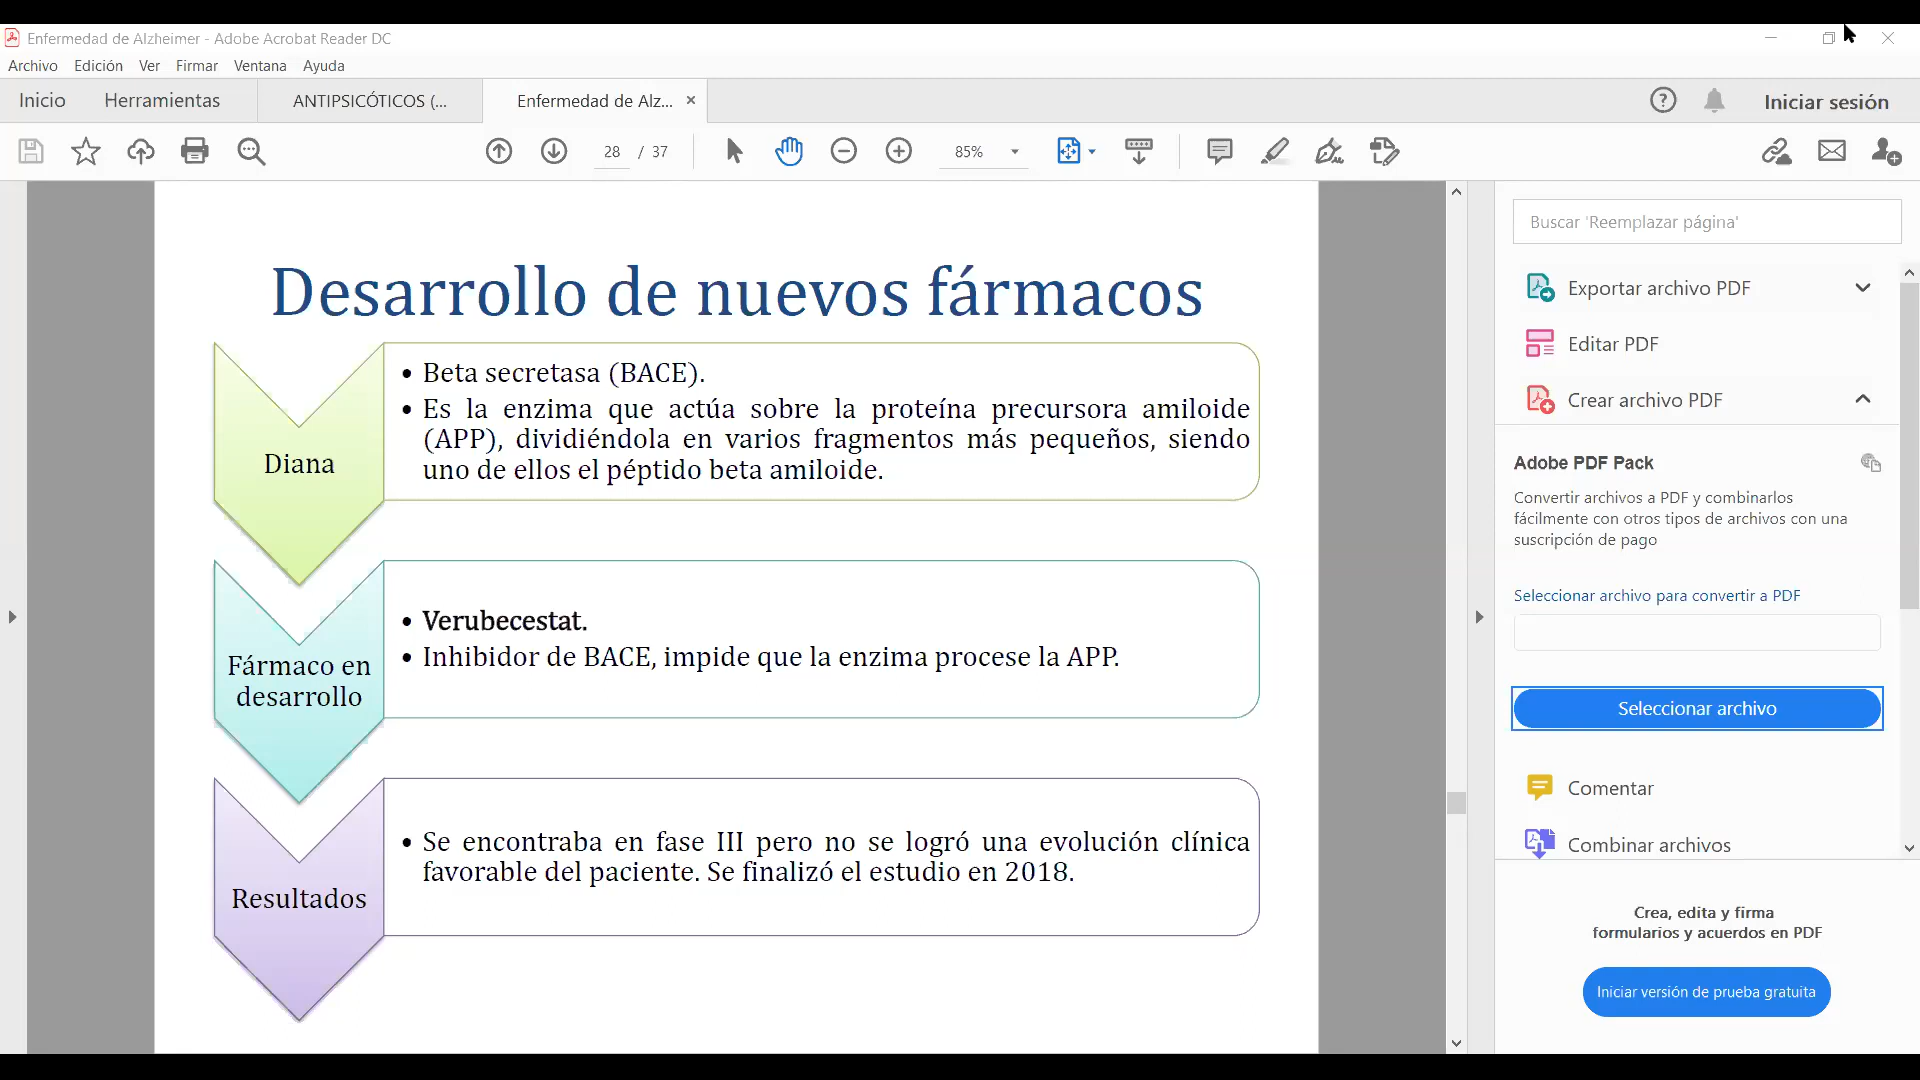 Enfermedad de Alzheimer - Adobe Acrobat Reader DC
Archivo Edición Ver Firmar Ventana Ayuda
Inicio Herramientas ANTIPSICÓTICOS (... Enfermedad de Alz... × Iniciar sesión
28 / 37 85%
Desarrollo de nuevos fármacos
Diana
• Beta secretasa (BACE).
• Es la enzima que actúa sobre la proteína precursora amiloide
(APP), dividiéndola en varios fragmentos más pequeños, siendo
uno de ellos el péptido beta amiloide.
Fármaco en
desarrollo
• Verubecestat.
• Inhibidor de BACE, impide que la enzima procese la APP.
Resultados
• Se encontraba en fase III pero no se logró una evolución clínica
favorable del paciente. Se finalizó el estudio en 2018.
Buscar 'Reemplazar página'
Exportar archivo PDF
Editar PDF
Crear archivo PDF
Adobe PDF Pack
Convertir archivos a PDF y combinarlos
fácilmente con otros tipos de archivos con una
suscripción de pago
Seleccionar archivo para convertir a PDF
Seleccionar archivo
Comentar
Combinar archivos
Crea, edita y firma
formularios y acuerdos en PDF
Iniciar versión de prueba gratuita